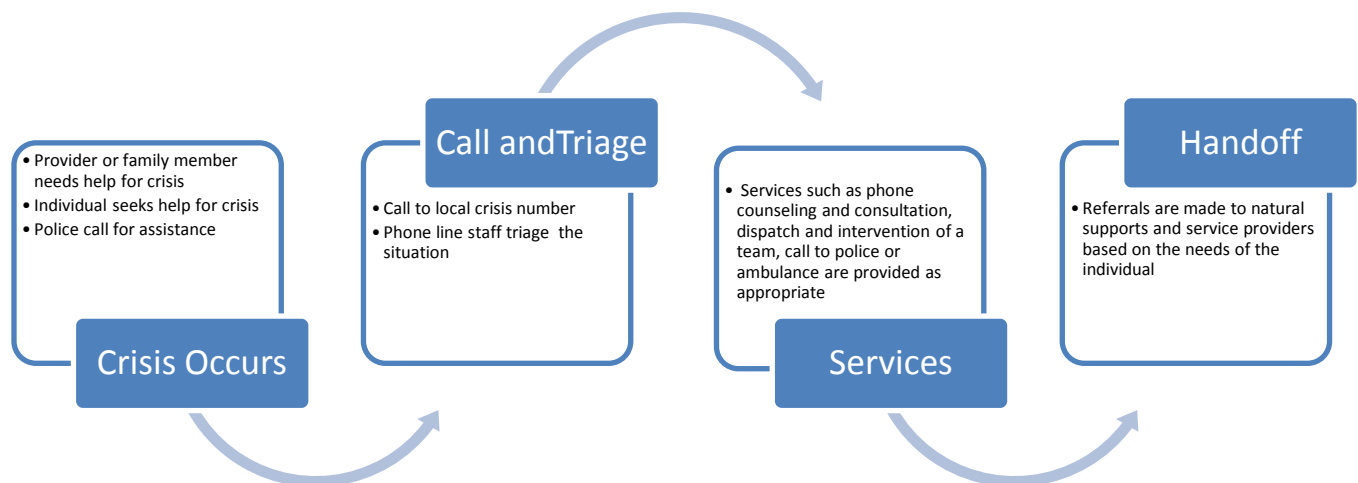 • Provider or family member
needs help for crisis
• Individual seeks help for crisis
• Police call for assistance
Crisis Occurs
Call andTriage
• Call to local crisis number
• Phone line staff triage the
situation
• Services such as phone
counseling and consultation,
dispatch and intervention of a
team, call to police or
ambulance are provided as
appropriate
Services
Handoff
• Referrals are made to natural
supports and service providers
based on the needs of the
individual